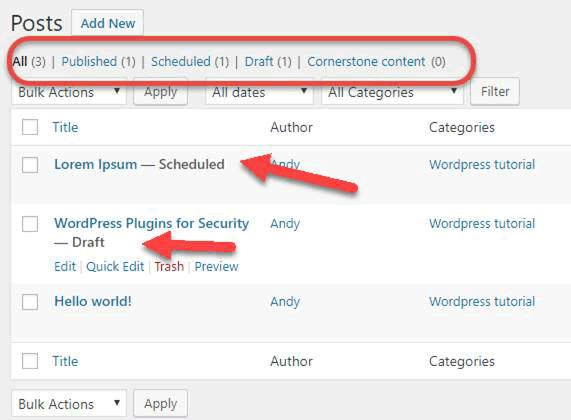 Posts Add New
All (3) | Published (1) | Scheduled (1) | Draft (1) | Cornerstone content (0)
Bulk Actions Apply All dates All Categories Filter
Title Author Categories
Lorem Ipsum — Scheduled Andy Wordpress tutorial
WordPress Plugins for Security Andy Wordpress tutorial
— Draft
Edit | Quick Edit | Trash | Preview
Hello world! Andy Wordpress tutorial
Title Author Categories
Bulk Actions Apply